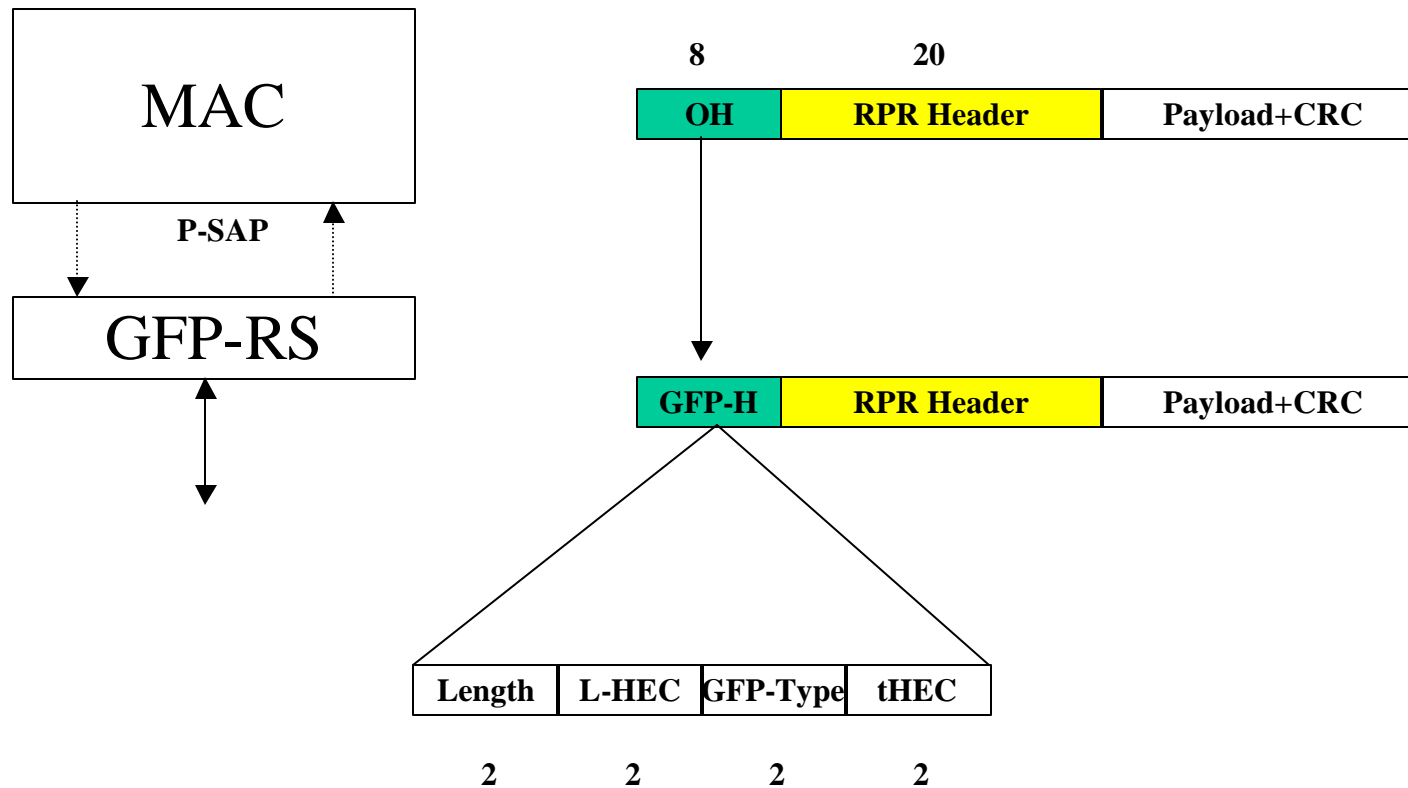 MAC
P-SAP
GFP-RS
8 20
OH RPR Header Payload+CRC
GFP-H RPR Header Payload+CRC
Length L-HEC GFP-Type tHEC
2 2 2 2